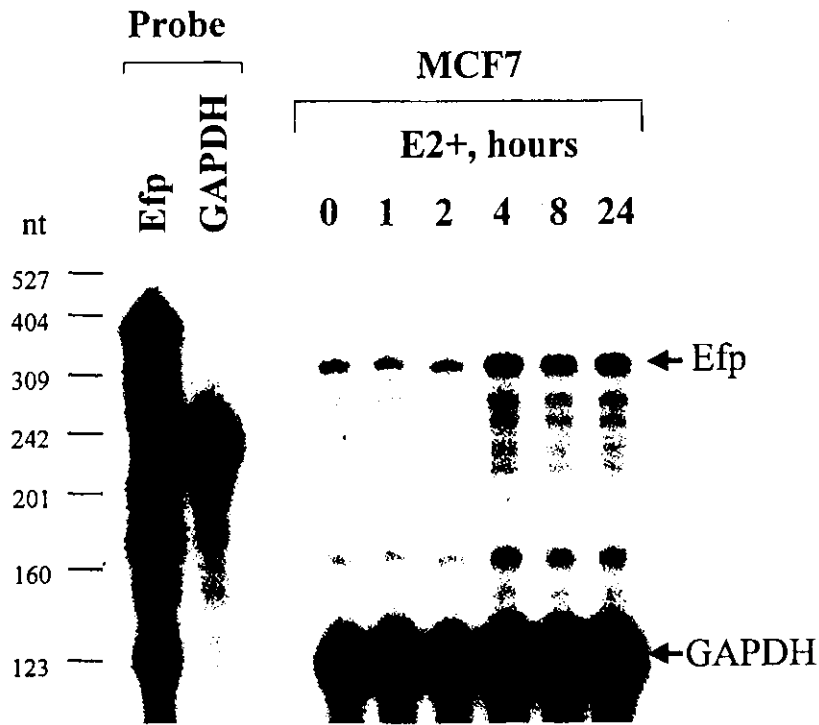 Probe
MCF7
E2+, hours
Efp
GAPDH
nt
0 1 2 4 8 24
527
404
309
242
201
160
123
Efp
GAPDH